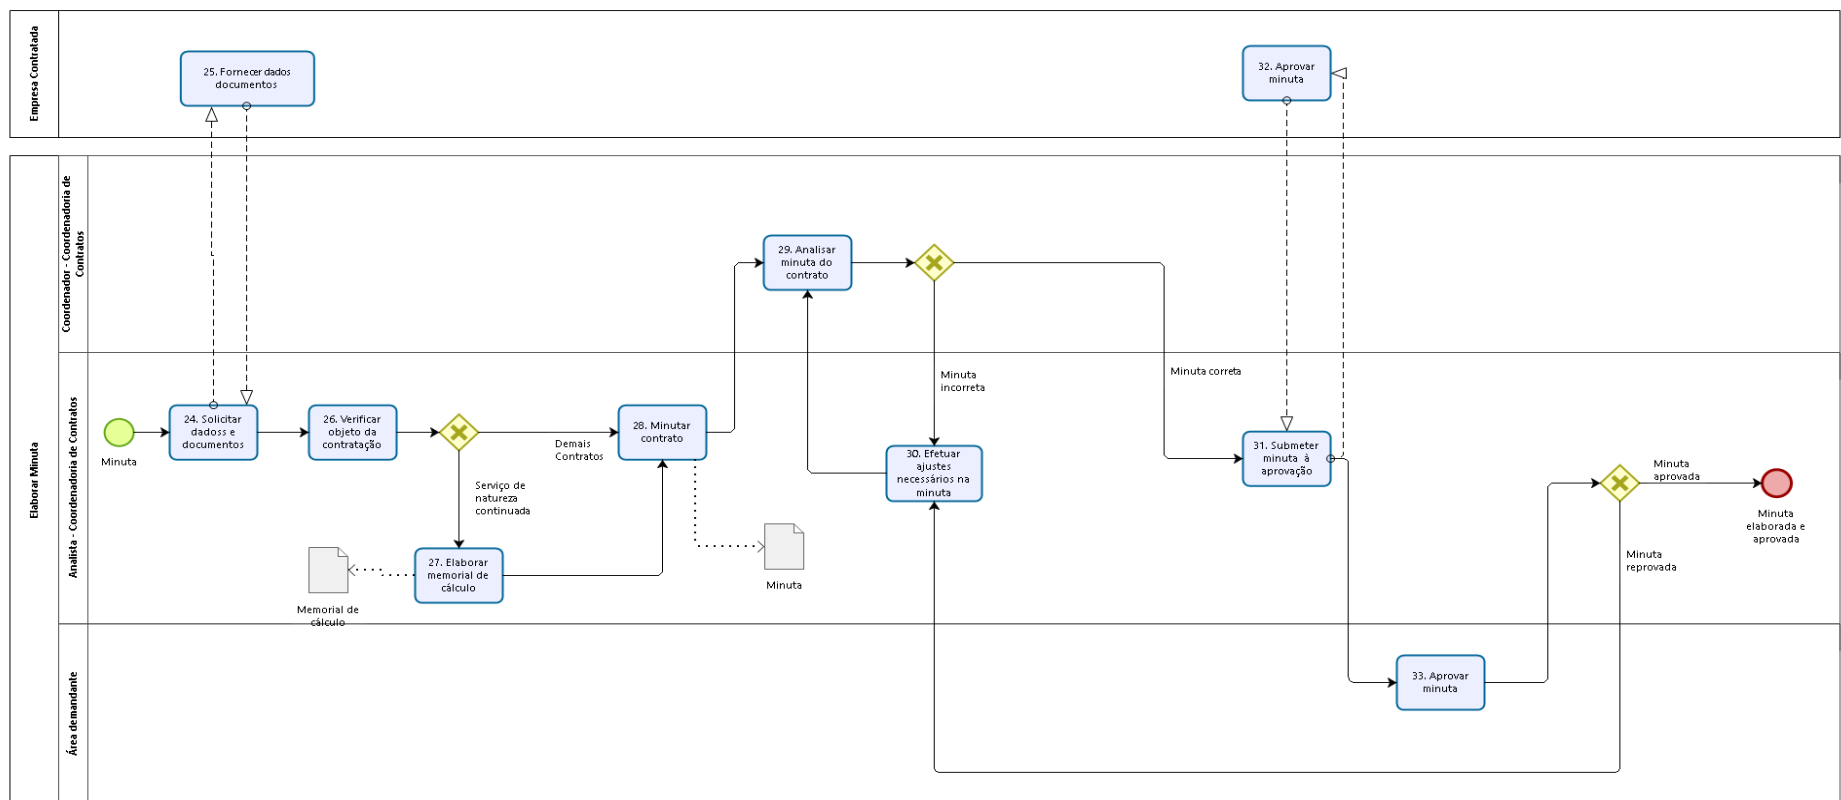 Empresa Contratada
25. Fornecer dados
documentos
32. Aprovar
minuta
Elaborar Minuta
Coordenador - Coordenadoria de
Contratos
29. Analisar
minuta do
contrato
Minuta
incorreta
Minuta correta
Analista - Coordenadoria de Contratos
Minuta
24. Solicitar
dadoss e
documentos
26. Verificar
objeto da
contratação
Demais
Contratos
Serviço de
natureza
continuada
28. Minutar
contrato
27. Elaborar
memorial de
cálculo
Memorial de
cálculo
Minuta
30. Efetuar
ajustes
necessários na
minuta
31. Submeter
minuta à
aprovação
Minuta
aprovada
Minuta
elaborada e
aprovada
Minuta
reprovada
Área demandante
33. Aprovar
minuta